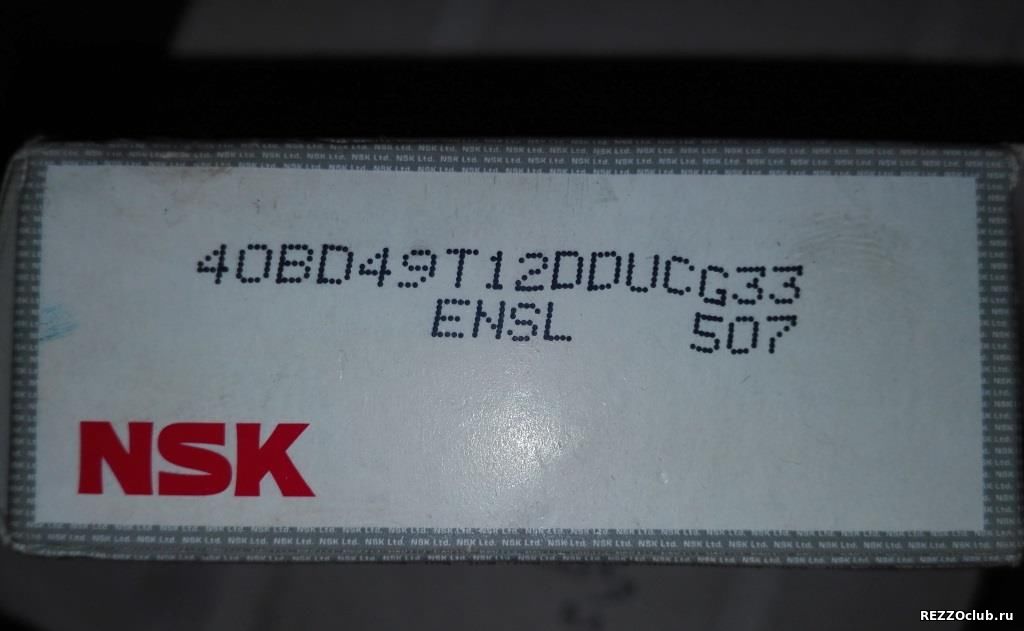 40BD49T12DDUCG33
ENSL 507
NSK
REZZOclub.ru